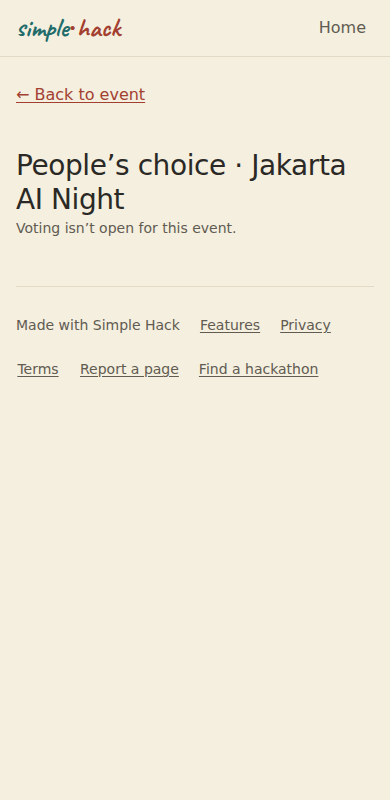 simple·hack
Home
← Back to event
People’s choice · Jakarta
AI Night
Voting isn’t open for this event.
Made with Simple Hack Features Privacy
Terms Report a page Find a hackathon